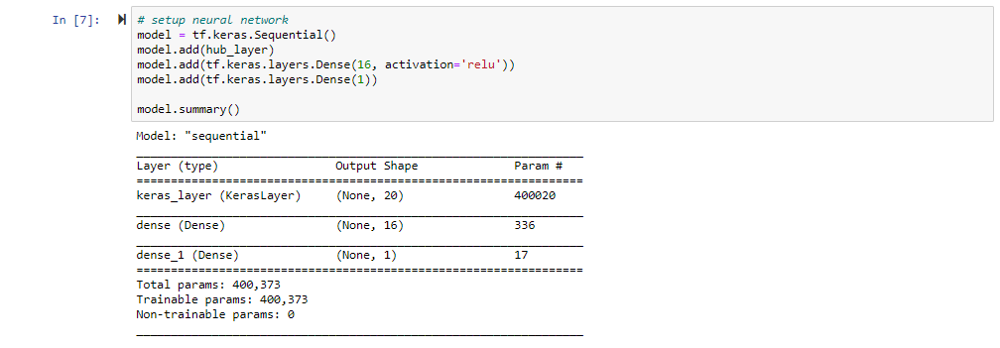 In [7]:
# setup neural network
model = tf.keras.Sequential()
model.add(hub_layer)
model.add(tf.keras.layers.Dense(16, activation='relu'))
model.add(tf.keras.layers.Dense(1))
model.summary()
Model: "sequential"
_________________________________________________________________
Layer (type)                 Output Shape              Param #
=================================================================
keras_layer (KerasLayer)     (None, 20)                400020
_________________________________________________________________
dense (Dense)                (None, 16)                336
_________________________________________________________________
dense_1 (Dense)              (None, 1)                 17
=================================================================
Total params: 400,373
Trainable params: 400,373
Non-trainable params: 0
_________________________________________________________________